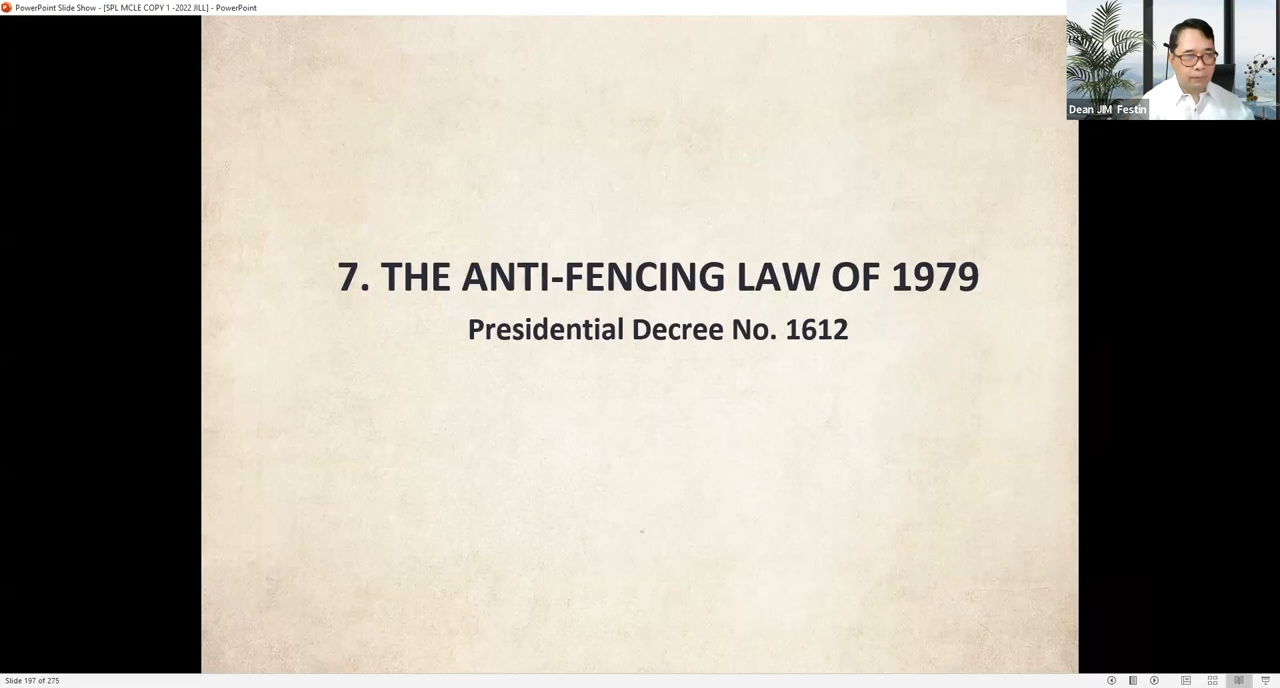 PowerPoint Slide Show - [SPL MCLE COPY 1 -2022 JILL] - PowerPoint
Dean JIM Festin
7. THE ANTI-FENCING LAW OF 1979
Presidential Decree No. 1612
Slide 197 of 275